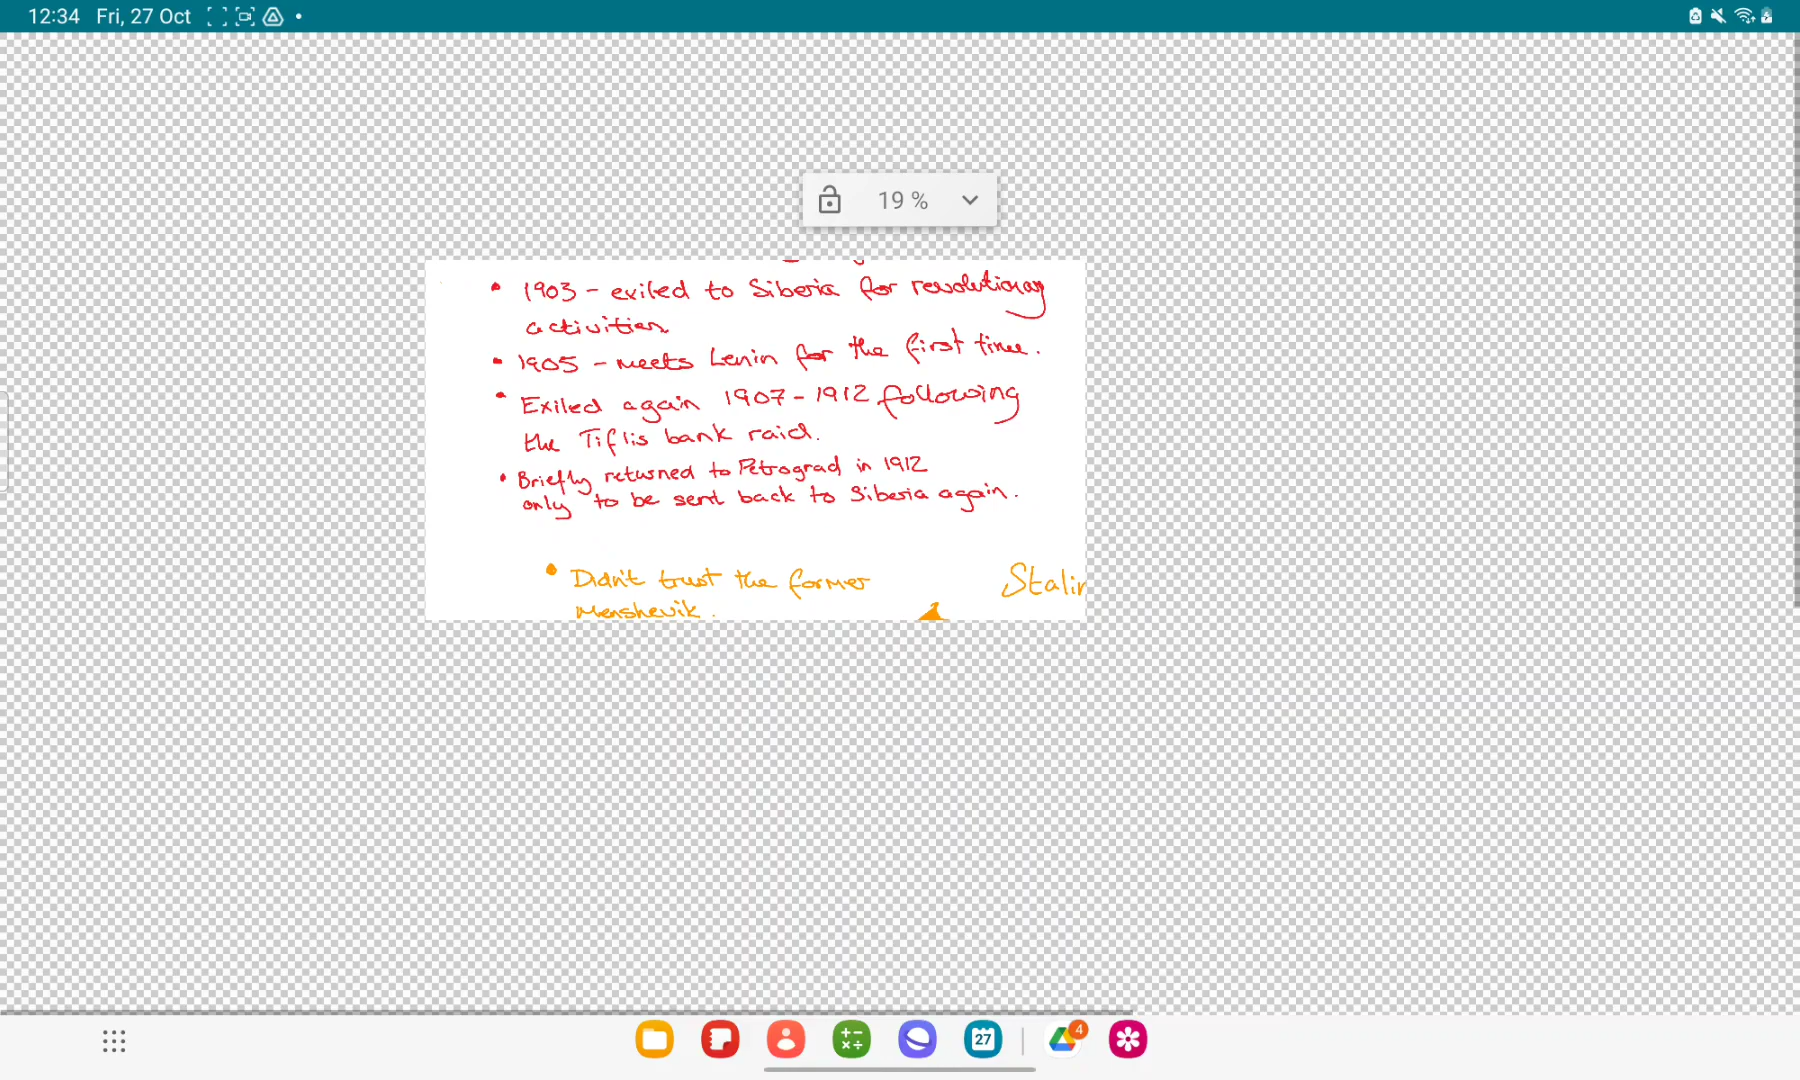 12:34 Fri, 27 Oct
19 %
• 1903 - exiled to Siberia for revolutionary
activities
• 1905 - meets Lenin for the first time.
• Exiled again 1907 - 1912 following
the Tiflis bank raid.
• Briefly returned to Petrograd in 1912
only to be sent back to Siberia again.
• Didn't trust the former
Menshevik.
Stalin
27
4